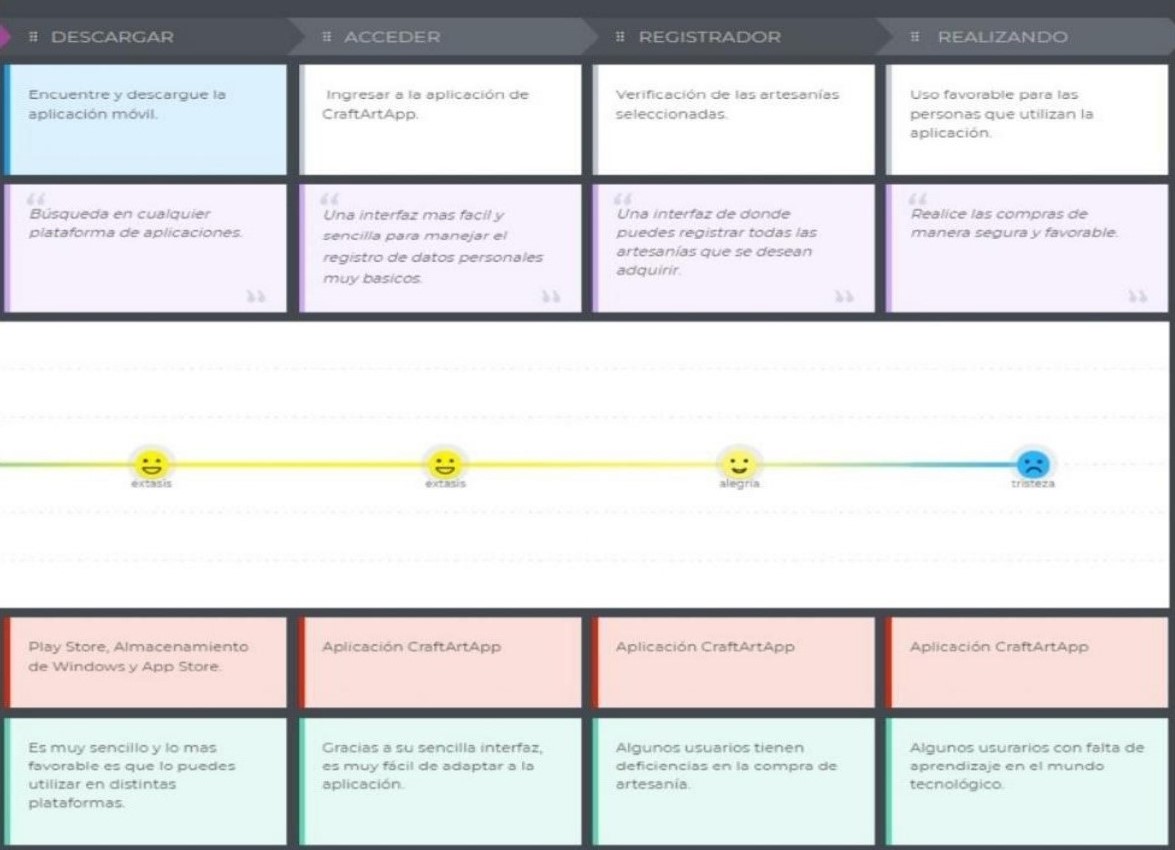 DESCARGAR
ACCEDER
REGISTRADOR
REALIZANDO
Encuentre y descargue la
aplicación móvil.
Ingresar a la aplicación de
CraftArtApp.
Verificación de las artesanías
seleccionadas.
Uso favorable para las
personas que utilizan la
aplicación.
Búsqueda en cualquier
plataforma de aplicaciones.
Una interfaz mas facil y
sencilla para manejar el
registro de datos personales
muy basicos.
Una interfaz de donde
puedes registrar todas las
artesanías que se desean
adquirir.
Realice las compras de
manera segura y favorable.
extasis
extasis
alegria
tristeza
Play Store, Almacenamiento
de Windows y App Store.
Aplicación CraftArtApp
Aplicación CraftArtApp
Aplicación CraftArtApp
Es muy sencillo y lo mas
favorable es que lo puedes
utilizar en distintas
plataformas.
Gracias a su sencilla interfaz,
es muy fácil de adaptar a la
aplicación.
Algunos usuarios tienen
deficiencias en la compra de
artesanía.
Algunos usurarios con falta de
aprendizaje en el mundo
tecnológico.